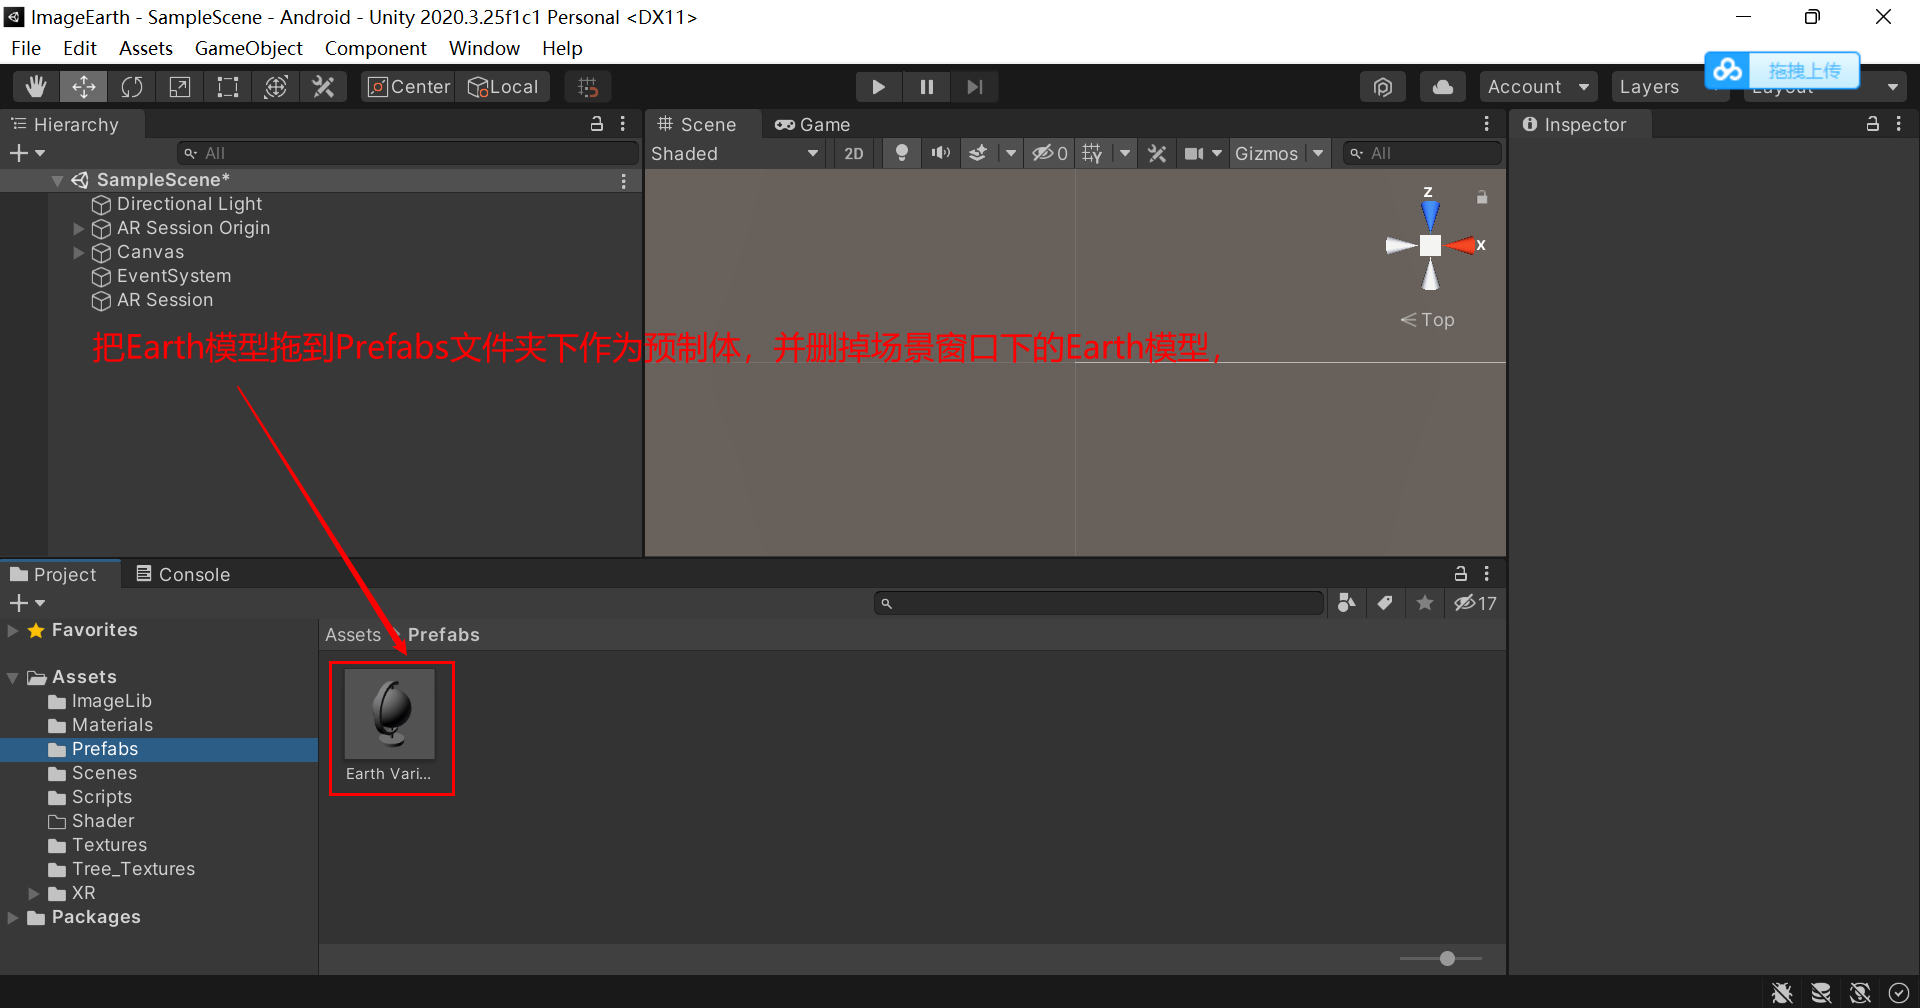 ImageEarth - SampleScene - Android - Unity 2020.3.25f1c1 Personal <DX11>
File Edit Assets GameObject Component Window Help
Center Local Account Layers Layout
拖拽上传
Hierarchy
All
SampleScene*
Directional Light
AR Session Origin
Canvas
EventSystem
AR Session
Scene Game
Shaded 2D 0 Gizmos All
Z
X
Top
Inspector
把Earth模型拖到Prefabs文件夹下作为预制体，并删掉场景窗口下的Earth模型，
Project Console
17
Favorites
Assets
ImageLib
Materials
Prefabs
Scenes
Scripts
Shader
Textures
Tree_Textures
XR
Packages
Assets > Prefabs
Earth Vari...